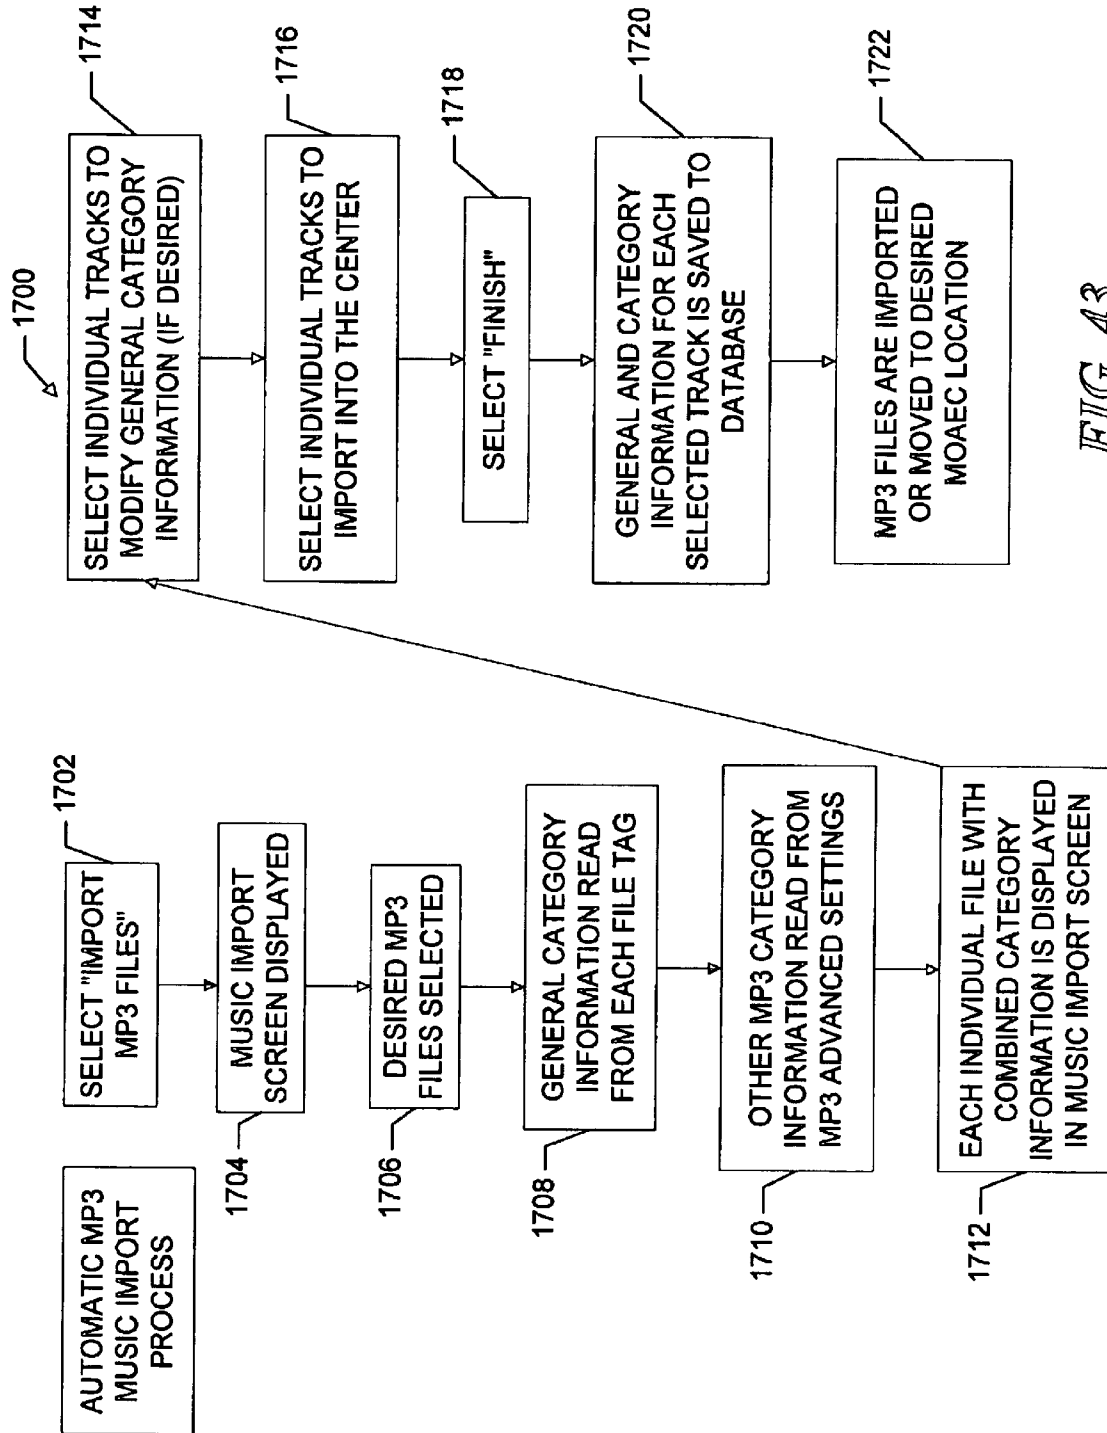 AUTOMATIC MP3
MUSIC IMPORT
PROCESS
1700
SELECT "IMPORT
MP3 FILES"
1702
MUSIC IMPORT
SCREEN DISPLAYED
1704
DESIRED MP3
FILES SELECTED
1706
GENERAL CATEGORY
INFORMATION READ
FROM EACH FILE TAG
1708
OTHER MP3 CATEGORY
INFORMATION READ FROM
MP3 ADVANCED SETTINGS
1710
EACH INDIVIDUAL FILE WITH
COMBINED CATEGORY
INFORMATION IS DISPLAYED
IN MUSIC IMPORT SCREEN
1712
SELECT INDIVIDUAL TRACKS TO
MODIFY GENERAL CATEGORY
INFORMATION (IF DESIRED)
1714
SELECT INDIVIDUAL TRACKS TO
IMPORT INTO THE CENTER
1716
SELECT "FINISH"
1718
GENERAL AND CATEGORY
INFORMATION FOR EACH
SELECTED TRACK IS SAVED TO
DATABASE
1720
MP3 FILES ARE IMPORTED
OR MOVED TO DESIRED
MOAEC LOCATION
1722
FIG. 43